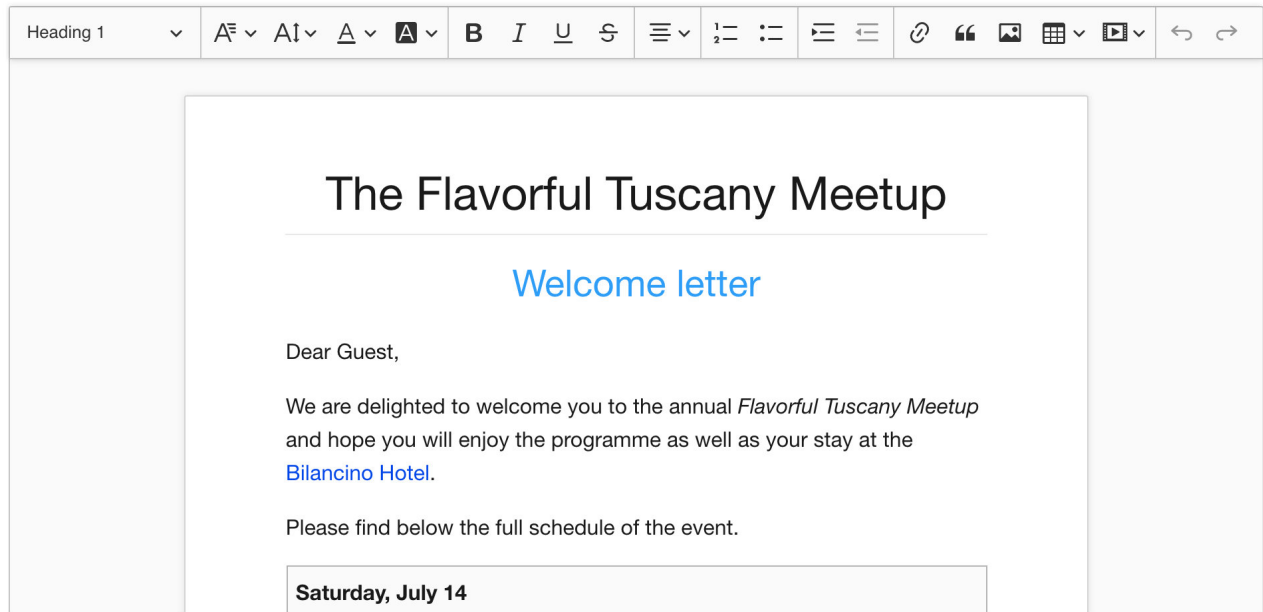 Heading 1
The Flavorful Tuscany Meetup
Welcome letter
Dear Guest,
We are delighted to welcome you to the annual Flavorful Tuscany Meetup
and hope you will enjoy the programme as well as your stay at the
Bilancino Hotel.
Please find below the full schedule of the event.
Saturday, July 14